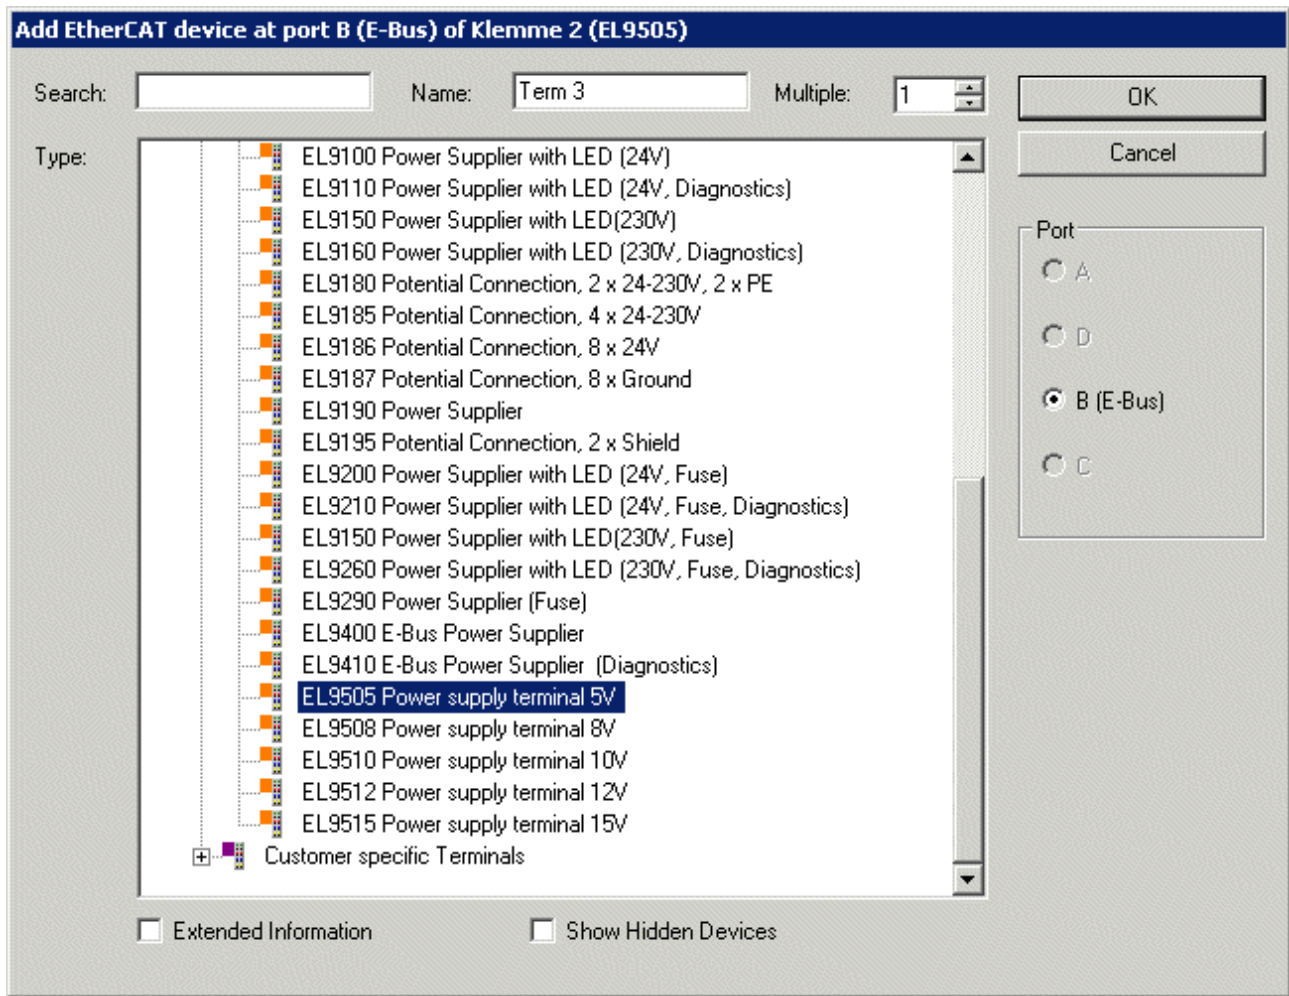 Add EtherCAT device at port B (E-Bus) of Klemme 2 (EL9505)
Search:
Name:
Term 3
Multiple:
1
OK
Cancel
Type:
EL9100 Power Supplier with LED (24V)
EL9110 Power Supplier with LED (24V, Diagnostics)
EL9150 Power Supplier with LED(230V)
EL9160 Power Supplier with LED (230V, Diagnostics)
EL9180 Potential Connection, 2 x 24-230V, 2 x PE
EL9185 Potential Connection, 4 x 24-230V
EL9186 Potential Connection, 8 x 24V
EL9187 Potential Connection, 8 x Ground
EL9190 Power Supplier
EL9195 Potential Connection, 2 x Shield
EL9200 Power Supplier with LED (24V, Fuse)
EL9210 Power Supplier with LED (24V, Fuse, Diagnostics)
EL9150 Power Supplier with LED(230V, Fuse)
EL9260 Power Supplier with LED (230V, Fuse, Diagnostics)
EL9290 Power Supplier (Fuse)
EL9400 E-Bus Power Supplier
EL9410 E-Bus Power Supplier (Diagnostics)
EL9505 Power supply terminal 5V
EL9508 Power supply terminal 8V
EL9510 Power supply terminal 10V
EL9512 Power supply terminal 12V
EL9515 Power supply terminal 15V
Customer specific Terminals
Port
A
D
B (E-Bus)
C
Extended Information
Show Hidden Devices